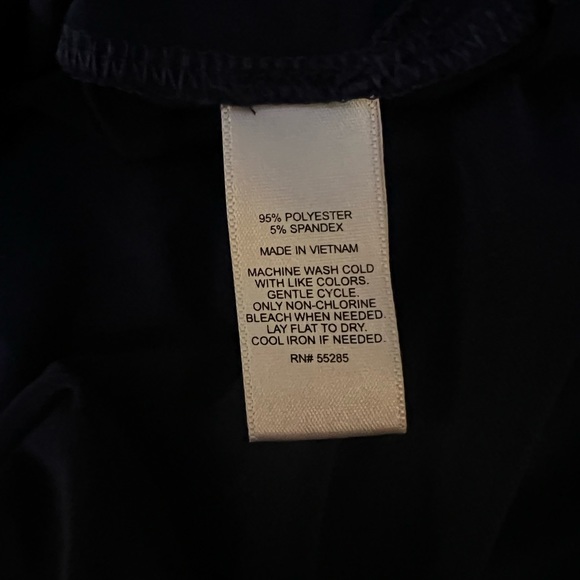 95% POLYESTER
5% SPANDEX
MADE IN VIETNAM
MACHINE WASH COLD
WITH LIKE COLORS.
GENTLE CYCLE.
ONLY NON-CHLORINE
BLEACH WHEN NEEDED.
LAY FLAT TO DRY.
COOL IRON IF NEEDED.
RN# 55285